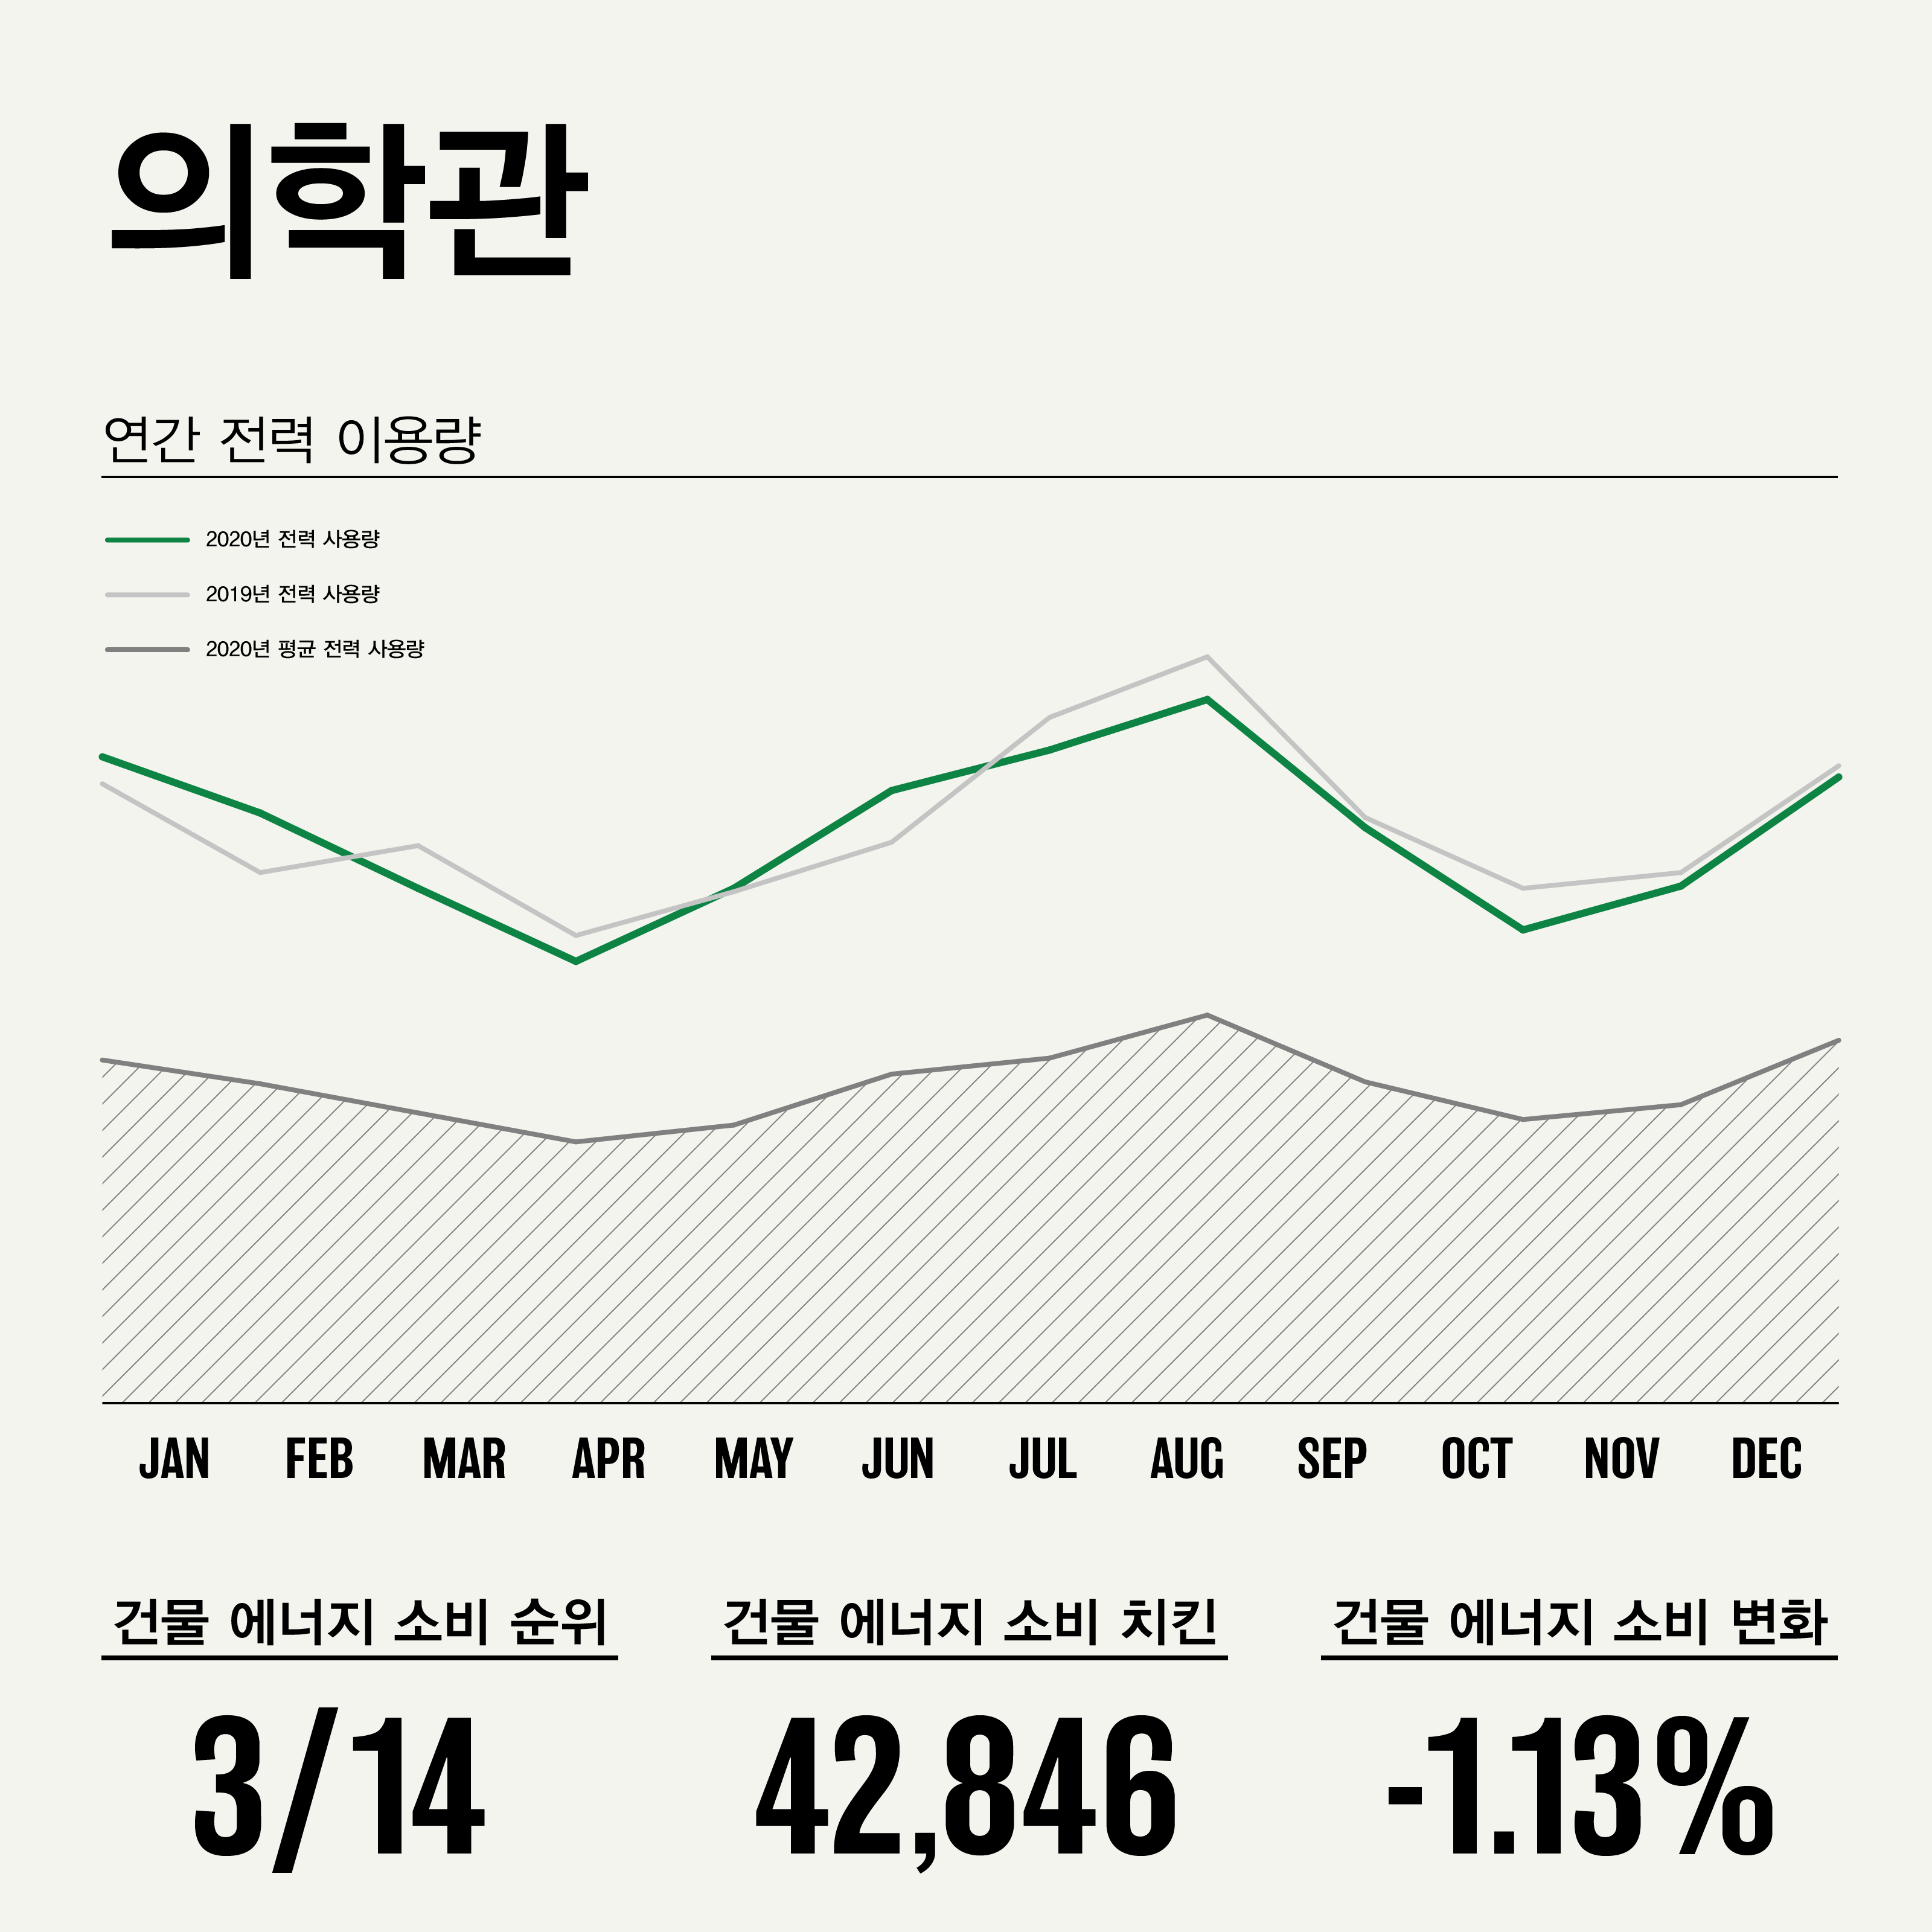 의학관
연간 전력 이용량
2020년 전력 사용량
2019년 전력 사용량
2020년 평균 전력 사용량
JAN FEB MAR APR MAY JUN JUL AUG SEP OCT NOV DEC
건물 에너지 소비 순위
3/14
건물 에너지 소비 치킨
42,846
건물 에너지 소비 변화
-1.13%